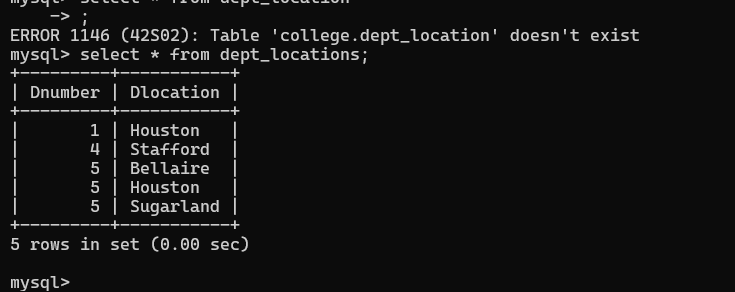 mysql> select * from dept_location
    -> ;
ERROR 1146 (42S02): Table 'college.dept_location' doesn't exist
mysql> select * from dept_locations;
+---------+-----------+
| Dnumber | Dlocation |
+---------+-----------+
|       1 | Houston   |
|       4 | Stafford  |
|       5 | Bellaire  |
|       5 | Houston   |
|       5 | Sugarland |
+---------+-----------+
5 rows in set (0.00 sec)

mysql>